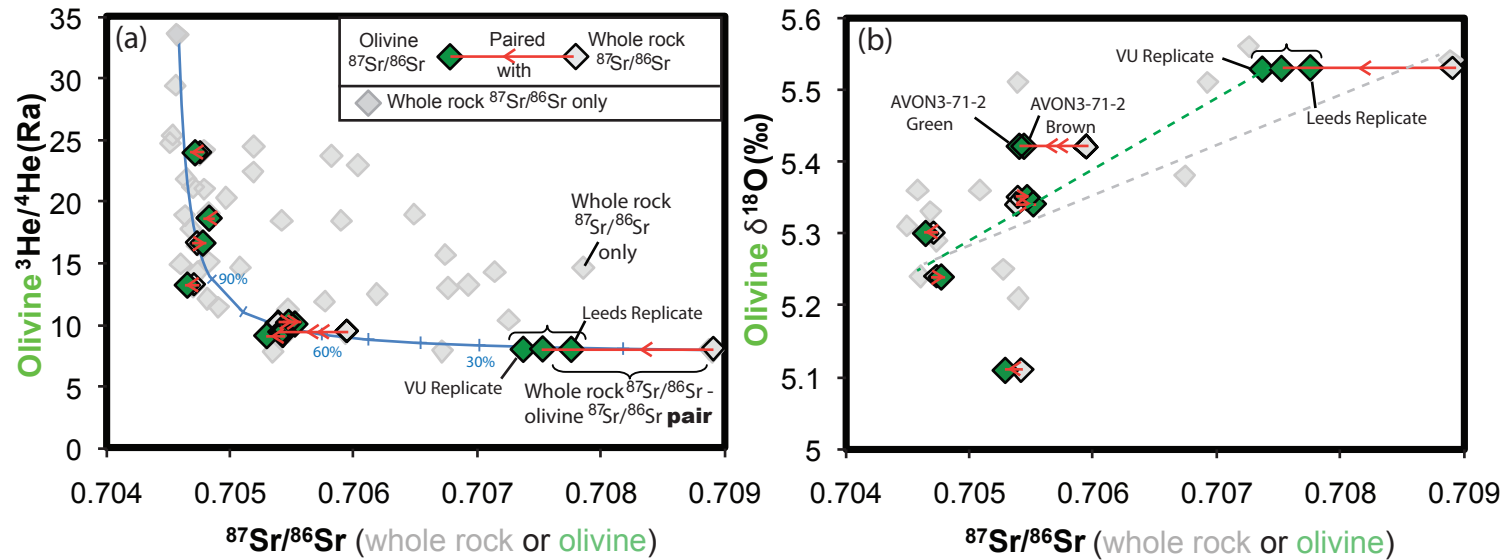 (a)
Olivine ³He/⁴He(Ra)
35
30
25
20
15
10
5
0
Olivine
⁸⁷Sr/⁸⁶Sr
Paired
with
Whole rock
⁸⁷Sr/⁸⁶Sr
Whole rock ⁸⁷Sr/⁸⁶Sr only
Whole rock
⁸⁷Sr/⁸⁶Sr
only
90%
60%
30%
Leeds Replicate
VU Replicate
Whole rock ⁸⁷Sr/⁸⁶Sr -
olivine ⁸⁷Sr/⁸⁶Sr pair
0.704
0.705
0.706
0.707
0.708
0.709
⁸⁷Sr/⁸⁶Sr (whole rock or olivine)
(b)
Olivine δ¹⁸O (‰)
5.6
5.5
5.4
5.3
5.2
5.1
5
VU Replicate
Leeds Replicate
AVON3-71-2
Green
AVON3-71-2
Brown
0.704
0.705
0.706
0.707
0.708
0.709
⁸⁷Sr/⁸⁶Sr (whole rock or olivine)